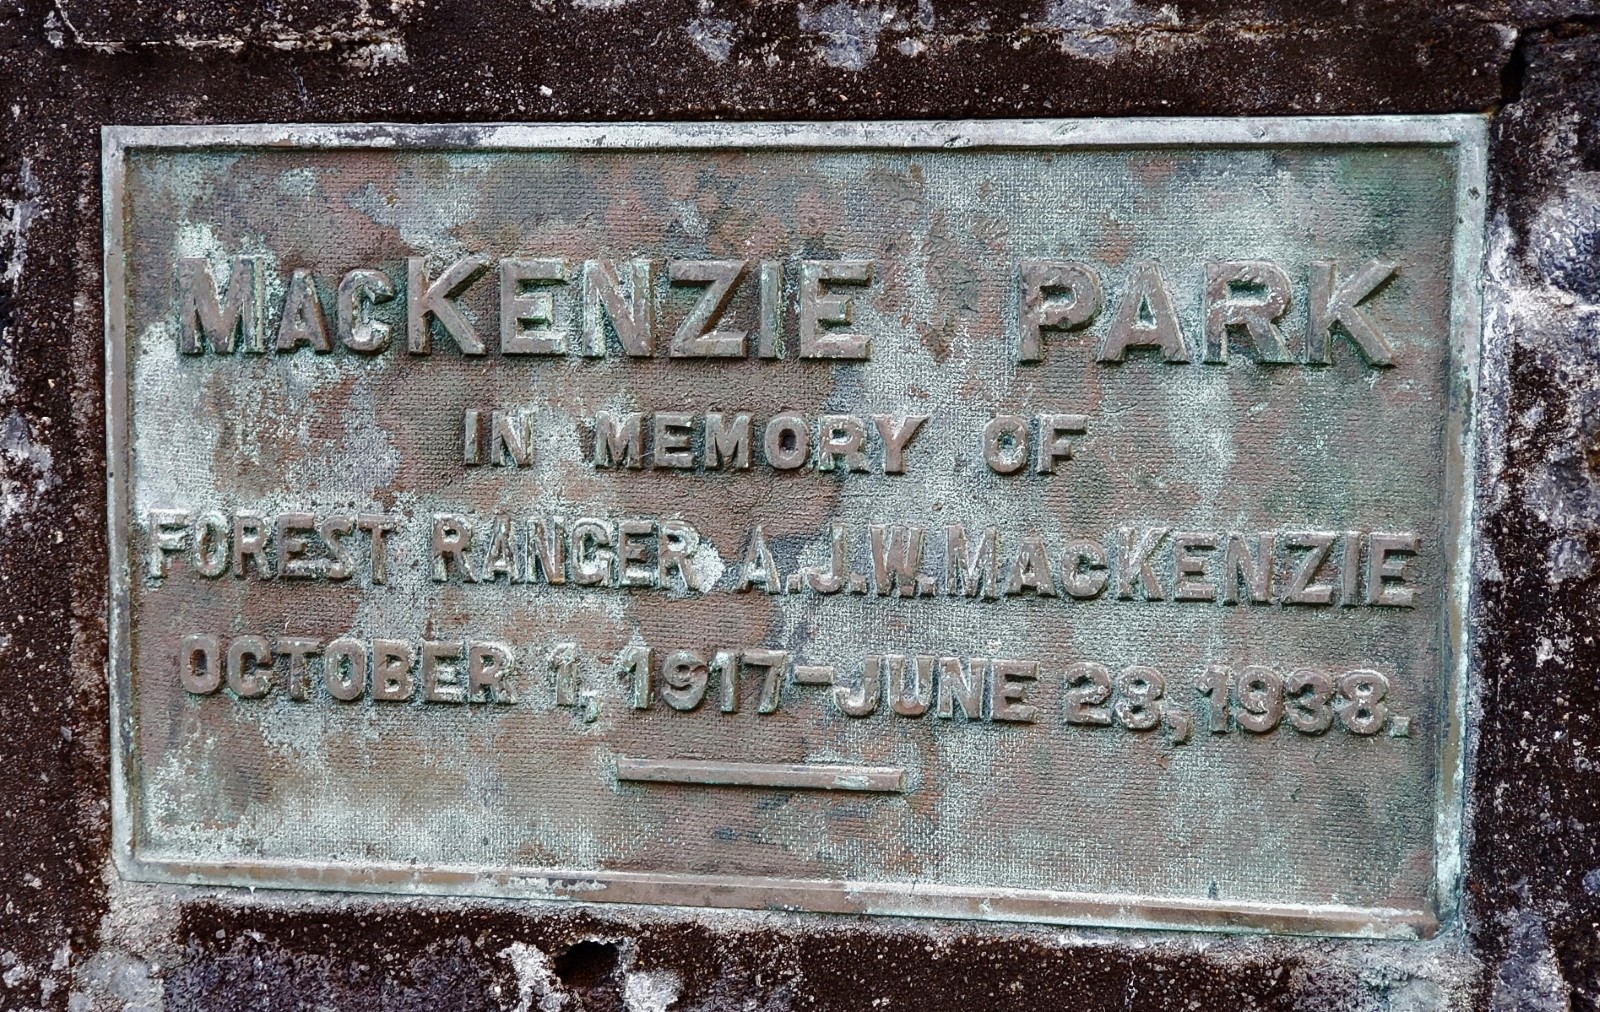 MacKENZIE PARK
IN MEMORY OF
FOREST RANGER A.J.W.MacKENZIE
OCTOBER 1, 1917-JUNE 28, 1938.